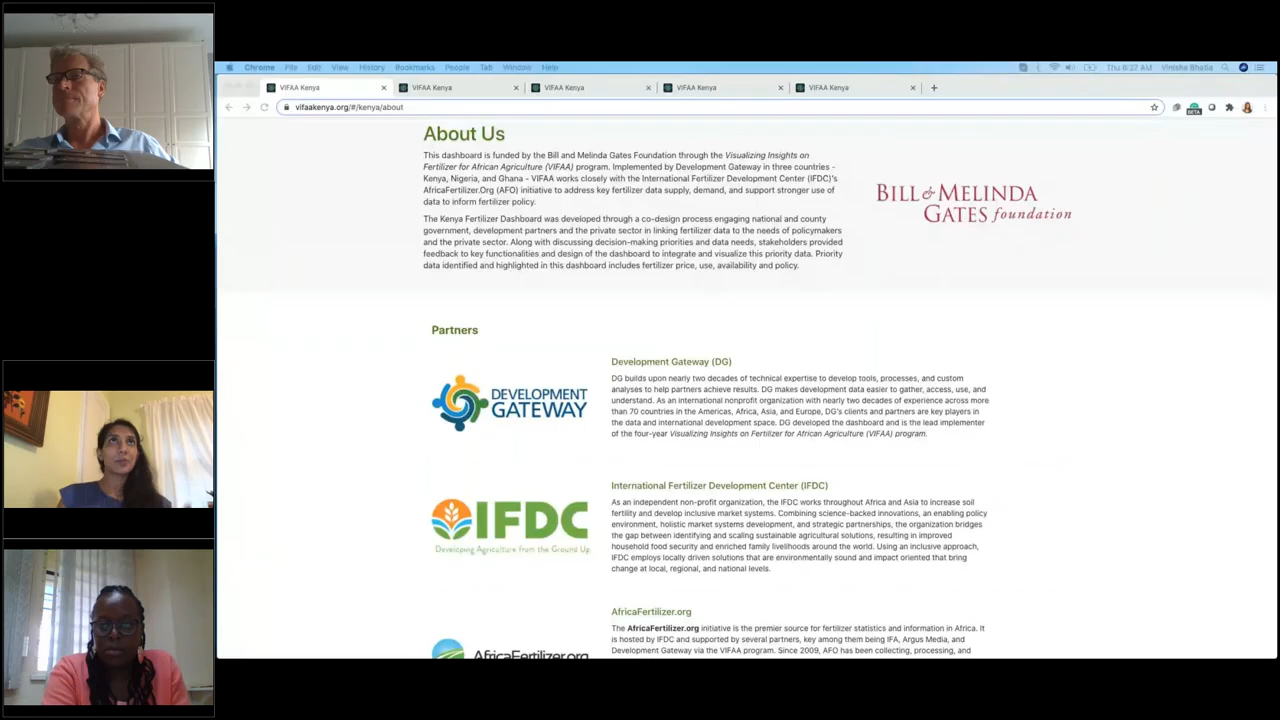 Chrome File Edit View History Bookmarks People Tab Window Help
Thu 6:27 AM Vinisha Bhatia
VIFAA Kenya
VIFAA Kenya
VIFAA Kenya
VIFAA Kenya
VIFAA Kenya
vifaakenya.org/#/kenya/about
BETA
About Us
This dashboard is funded by the Bill and Melinda Gates Foundation through the Visualizing Insights on
Fertilizer for African Agriculture (VIFAA) program. Implemented by Development Gateway in three countries -
Kenya, Nigeria, and Ghana - VIFAA works closely with the International Fertilizer Development Center (IFDC)'s
AfricaFertilizer.Org (AFO) initiative to address key fertilizer data supply, demand, and support stronger use of
data to inform fertilizer policy.
The Kenya Fertilizer Dashboard was developed through a co-design process engaging national and county
government, development partners and the private sector in linking fertilizer data to the needs of policymakers
and the private sector. Along with discussing decision-making priorities and data needs, stakeholders provided
feedback to key functionalities and design of the dashboard to integrate and visualize this priority data. Priority
data identified and highlighted in this dashboard includes fertilizer price, use, availability and policy.
BILL & MELINDA
GATES foundation
Partners
DEVELOPMENT
GATEWAY
Development Gateway (DG)
DG builds upon nearly two decades of technical expertise to develop tools, processes, and custom
analyses to help partners achieve results. DG makes development data easier to gather, access, use, and
understand. As an international nonprofit organization with nearly two decades of experience across more
than 70 countries in the Americas, Africa, Asia, and Europe, DG's clients and partners are key players in
the data and international development space. DG developed the dashboard and is the lead implementer
of the four-year Visualizing Insights on Fertilizer for African Agriculture (VIFAA) program.
IFDC
Developing Agriculture from the Ground Up
International Fertilizer Development Center (IFDC)
As an independent non-profit organization, the IFDC works throughout Africa and Asia to increase soil
fertility and develop inclusive market systems. Combining science-backed innovations, an enabling policy
environment, holistic market systems development, and strategic partnerships, the organization bridges
the gap between identifying and scaling sustainable agricultural solutions, resulting in improved
household food security and enriched family livelihoods around the world. Using an inclusive approach,
IFDC employs locally driven solutions that are environmentally sound and impact oriented that bring
change at local, regional, and national levels.
AfricaFertilizer.org
AfricaFertilizer.org
The AfricaFertilizer.org initiative is the premier source for fertilizer statistics and information in Africa. It
is hosted by IFDC and supported by several partners, key among them being IFA, Argus Media, and
Development Gateway via the VIFAA program. Since 2009, AFO has been collecting, processing, and